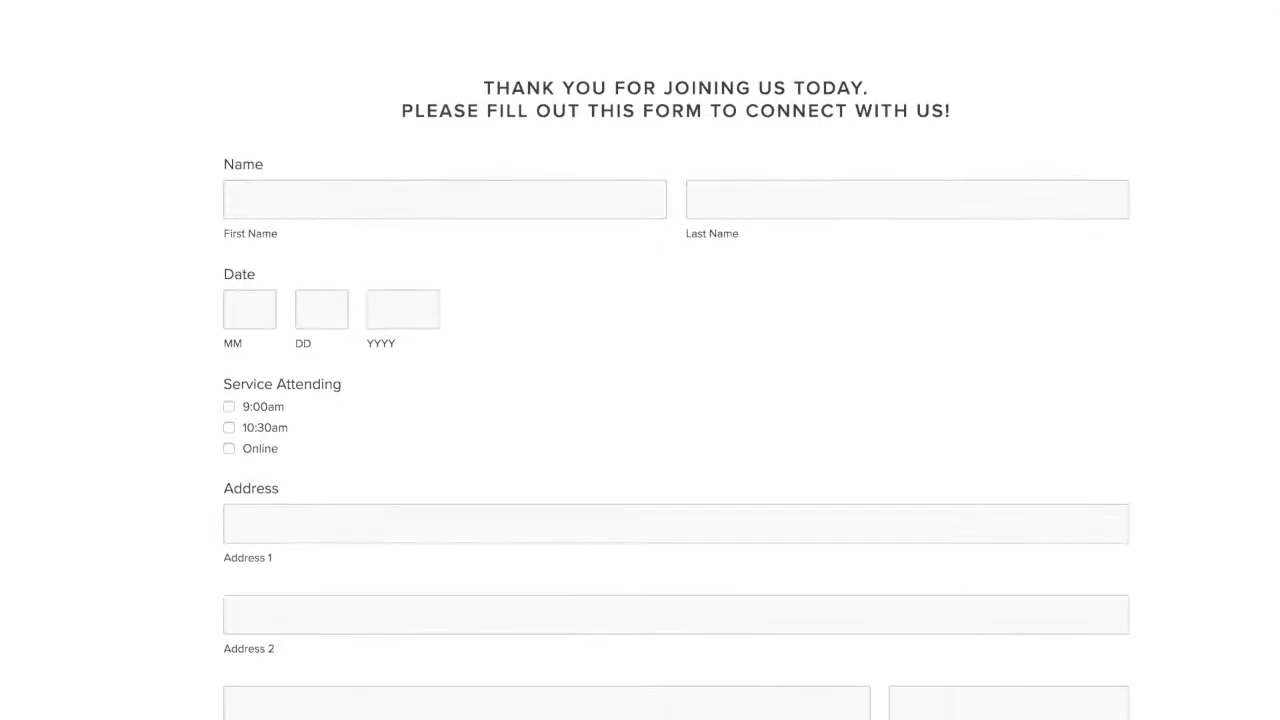 THANK YOU FOR JOINING US TODAY.
PLEASE FILL OUT THIS FORM TO CONNECT WITH US!
Name
First Name
Last Name
Date
MM
DD
YYYY
Service Attending
9:00am
10:30am
Online
Address
Address 1
Address 2